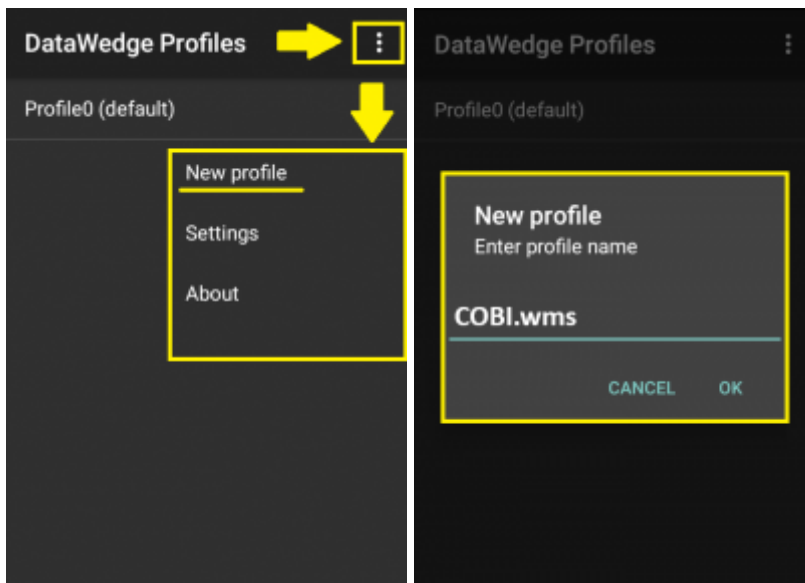 DataWedge Profiles
Profile0 (default)
New profile
Settings
About
DataWedge Profiles
Profile0 (default)
New profile
Enter profile name
COBI.wms
CANCEL OK